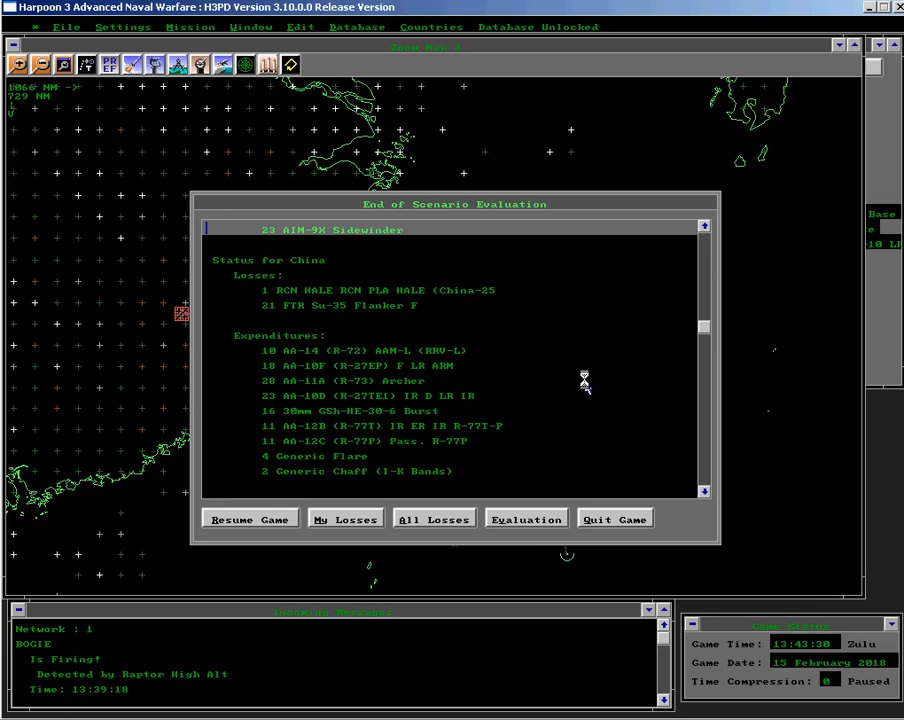 Harpoon 3 Advanced Naval Warfare : H3PD Version 3.10.0.0 Release Version
* File Settings Mission Window Edit Database Countries Database Unlocked
Zoom Map 2
PR
EF
1066 NM ->
729 NM
|
V
End of Scenario Evaluation
23 AIM-9X Sidewinder
Status for China
Losses:
1 RCN HALE RCN PLA HALE (China-25
21 FTR Su-35 Flanker F
Expenditures:
10 AA-14 (R-72) AAM-L (RRV-L)
18 AA-10F (R-27EP) F LR ARM
28 AA-11A (R-73) Archer
23 AA-10D (R-27TE1) IR D LR IR
16 30mm GSh-HE-30-6 Burst
11 AA-12B (R-77T) IR ER IR R-77T-P
11 AA-12C (R-77P) Pass. R-77P
4 Generic Flare
2 Generic Chaff (I-K Bands)
Resume Game My Losses All Losses Evaluation Quit Game
Base
e
10 LR
Incoming Messages
Network : 1
BOGIE
Is Firing!
Detected by Raptor High Alt
Time: 13:39:18
Game Status
Game Time: 13:43:30 Zulu
Game Date: 15 February 2018
Time Compression: 0 Paused